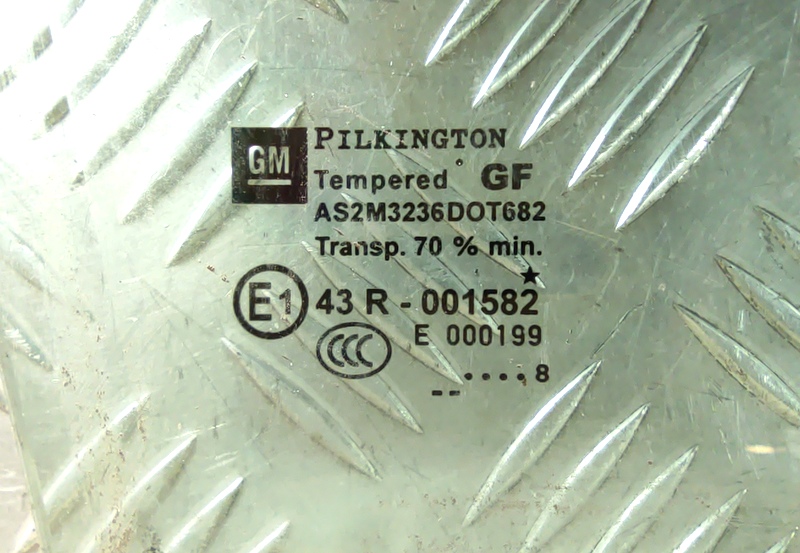 GM PILKINGTON
Tempered GF
AS2M3236DOT682
Transp. 70 % min.
E1 43 R - 001582
CCC E 000199
.....8